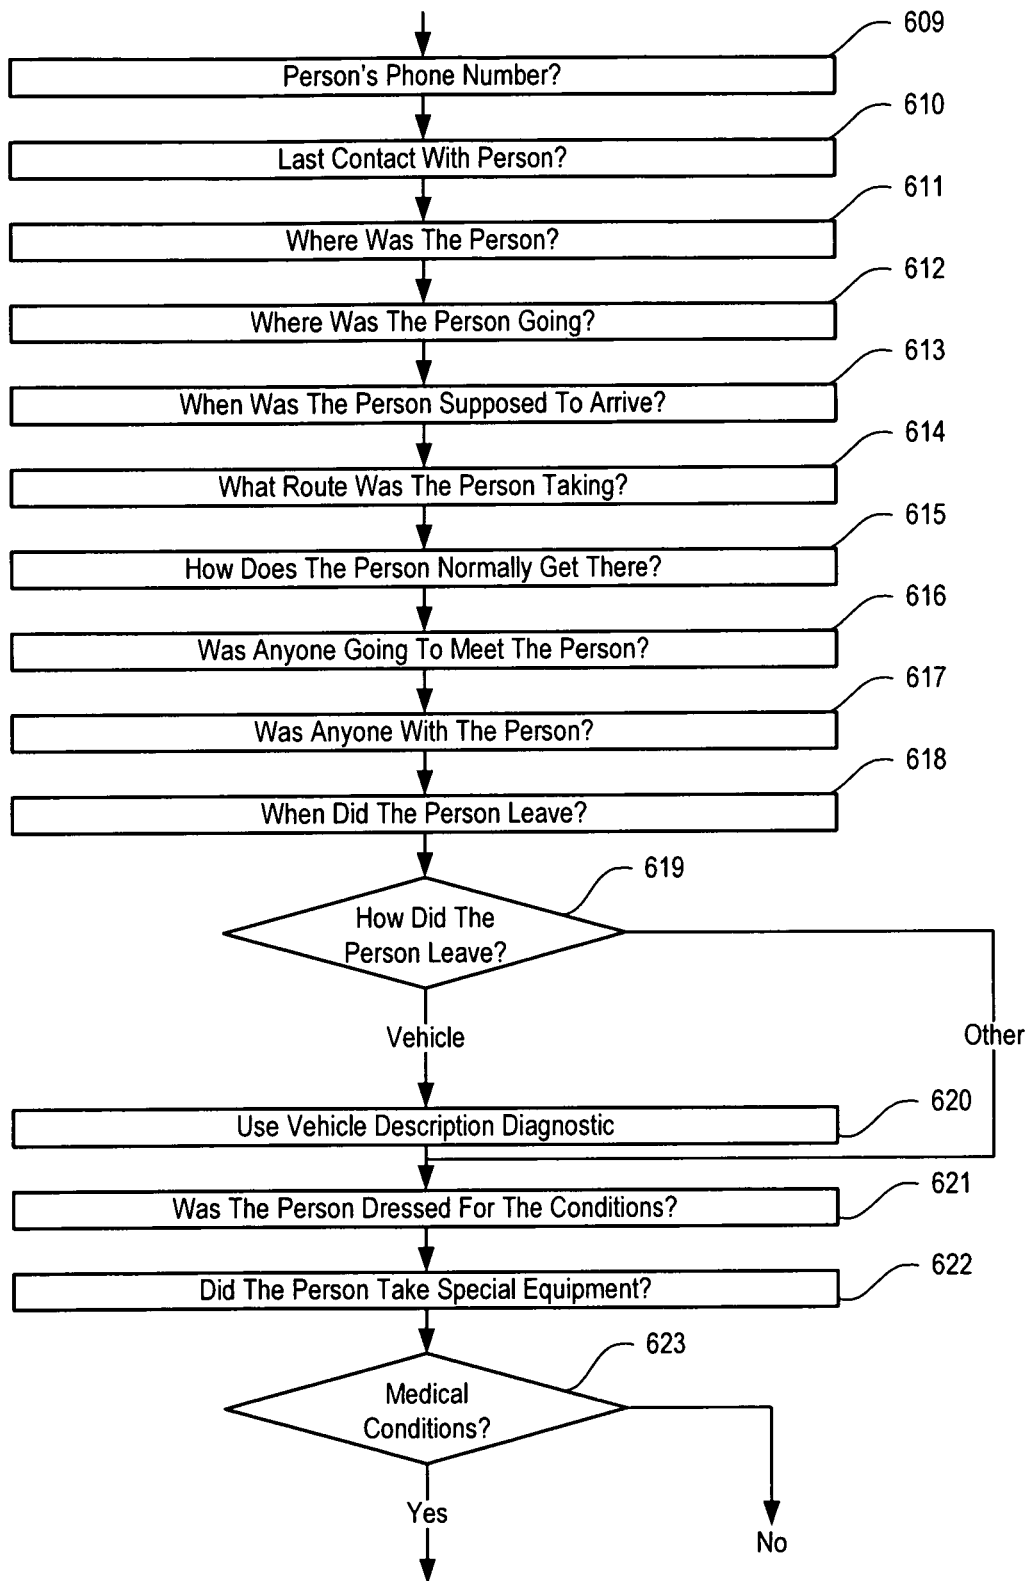 609
Person's Phone Number?
610
Last Contact With Person?
611
Where Was The Person?
612
Where Was The Person Going?
613
When Was The Person Supposed To Arrive?
614
What Route Was The Person Taking?
615
How Does The Person Normally Get There?
616
Was Anyone Going To Meet The Person?
617
Was Anyone With The Person?
618
When Did The Person Leave?
619
How Did The
Person Leave?
Vehicle
Other
620
Use Vehicle Description Diagnostic
621
Was The Person Dressed For The Conditions?
622
Did The Person Take Special Equipment?
623
Medical
Conditions?
Yes
No